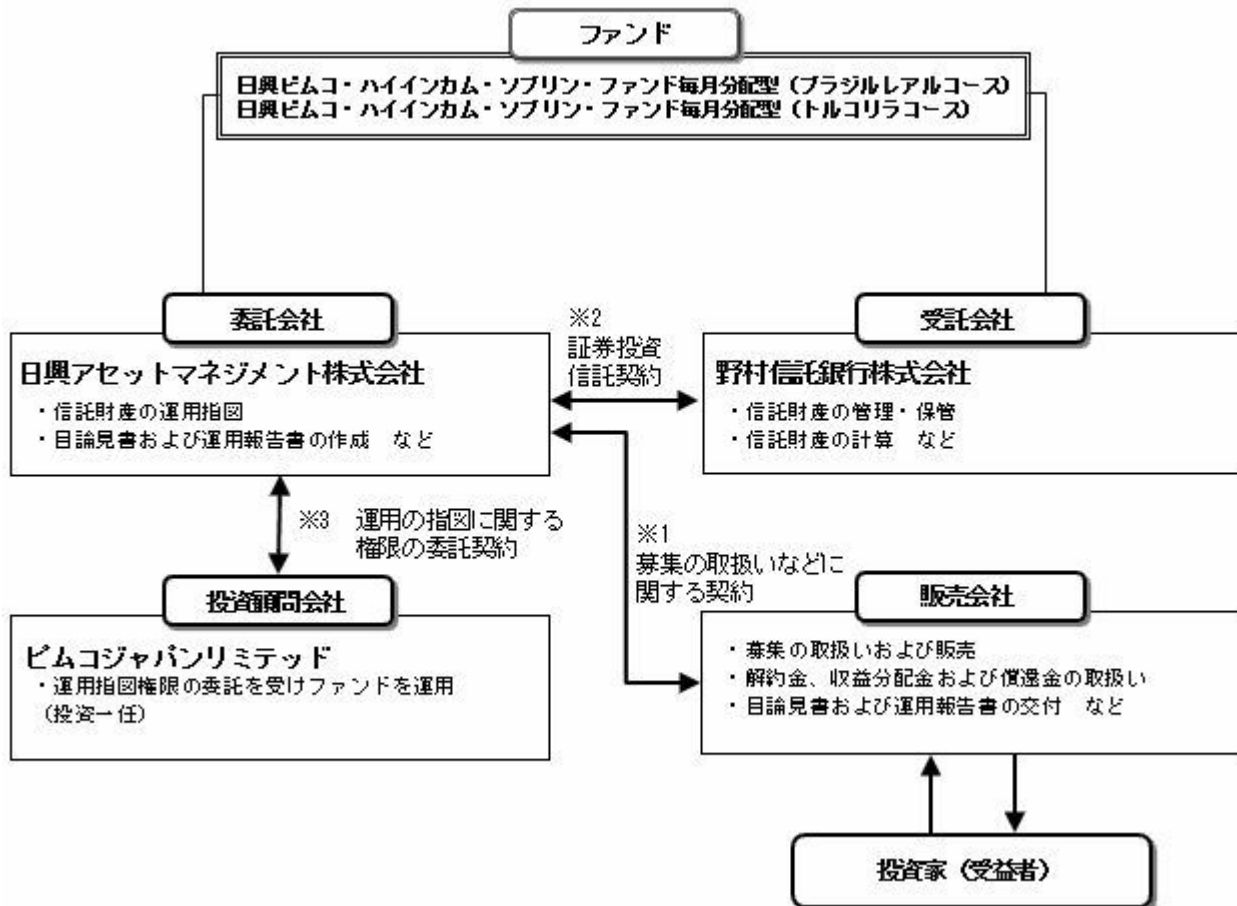 ファンド
日興ピムコ・ハイインカム・ソブリン・ファンド毎月分配型（ブラジルレアルコース）
日興ピムコ・ハイインカム・ソブリン・ファンド毎月分配型（トルコリラコース）
委託会社
日興アセットマネジメント株式会社
・信託財産の運用指図
・目論見書および運用報告書の作成　など
※2
証券投資
信託契約
受託会社
野村信託銀行株式会社
・信託財産の管理・保管
・信託財産の計算　など
※3　運用の指図に関する
権限の委託契約
※1
募集の取扱いなどに
関する契約
投資顧問会社
ピムコジャパンリミテッド
・運用指図権限の委託を受けファンドを運用
（投資一任）
販売会社
・募集の取扱いおよび販売
・解約金、収益分配金および償還金の取扱い
・目論見書および運用報告書の交付　など
投資家（受益者）